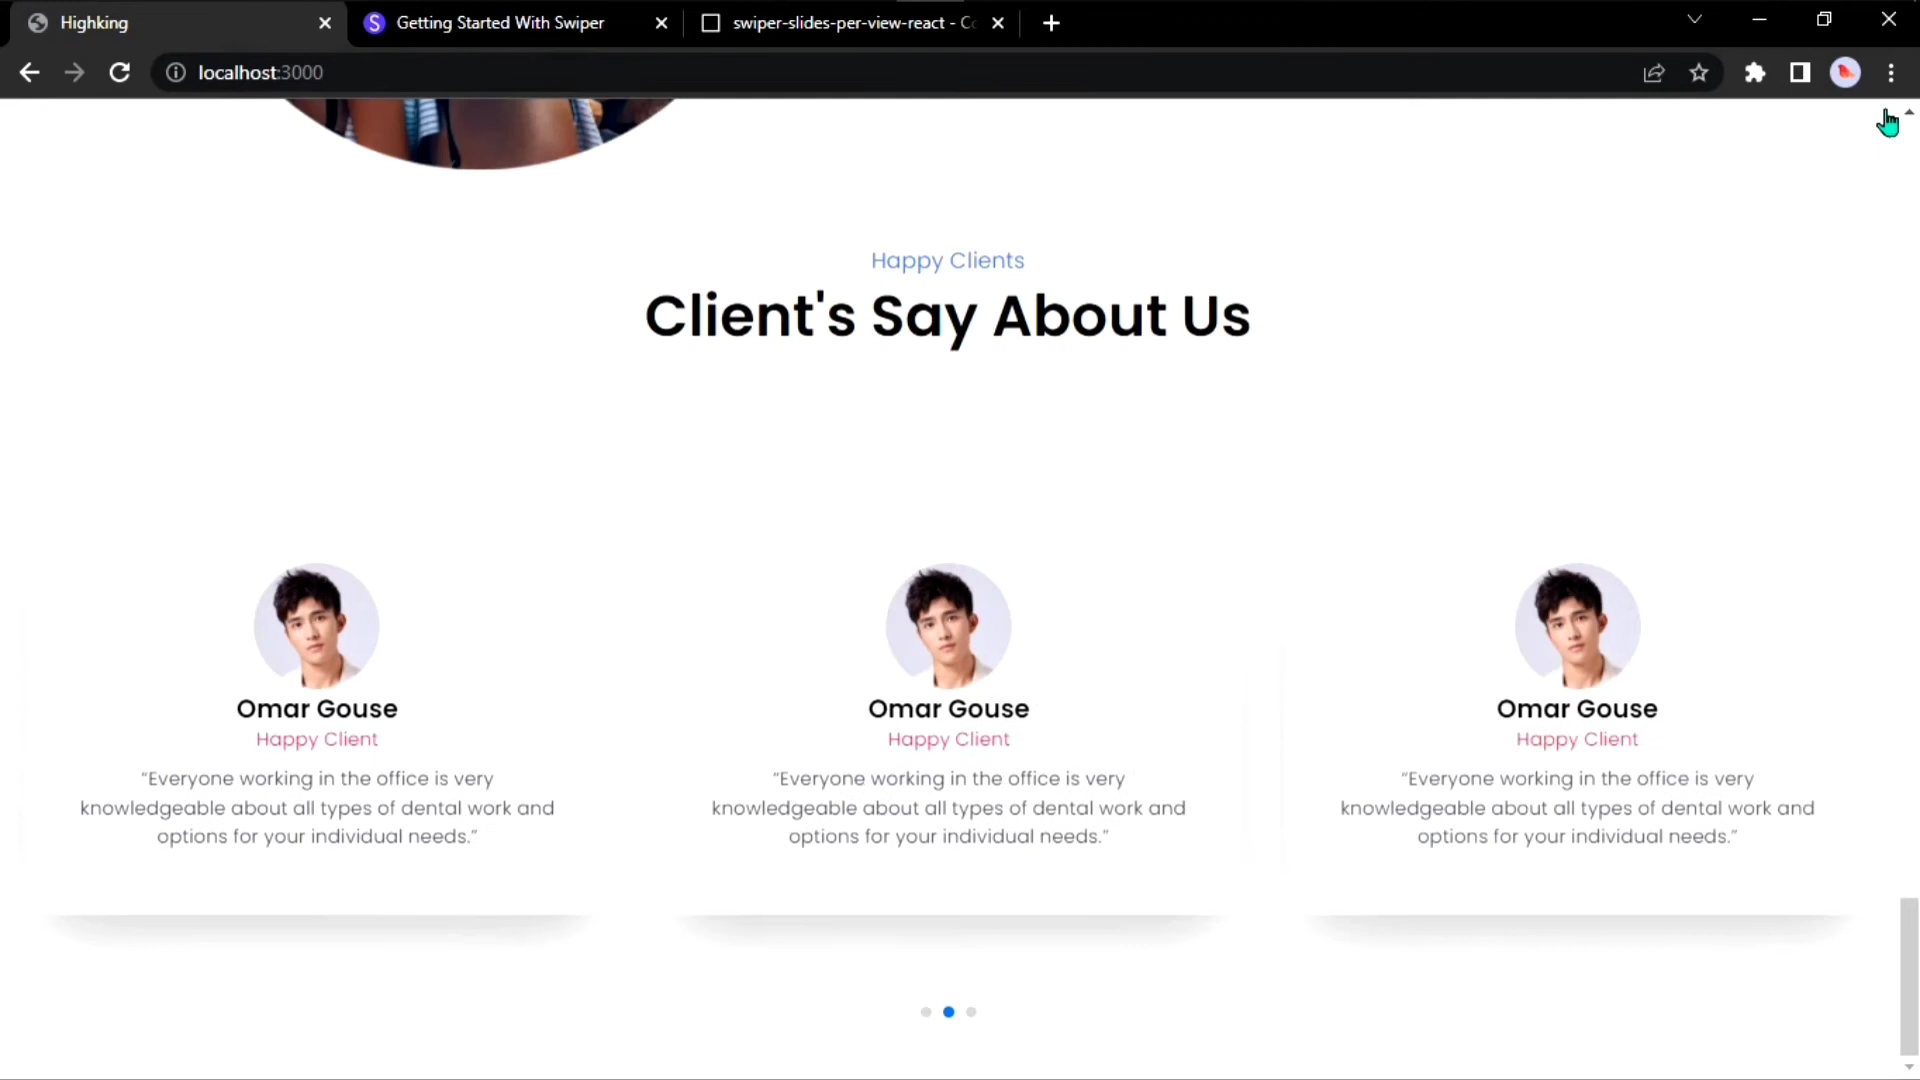 Highking
Getting Started With Swiper
swiper-slides-per-view-react - Co
localhost:3000
Happy Clients
Client's Say About Us
Omar Gouse
Happy Client
“Everyone working in the office is very
knowledgeable about all types of dental work and
options for your individual needs.”
Omar Gouse
Happy Client
“Everyone working in the office is very
knowledgeable about all types of dental work and
options for your individual needs.”
Omar Gouse
Happy Client
“Everyone working in the office is very
knowledgeable about all types of dental work and
options for your individual needs.”